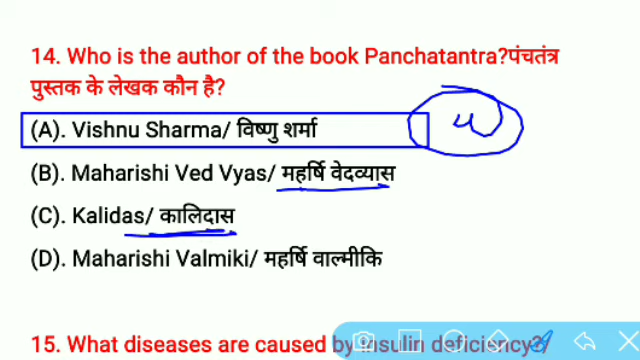 14. Who is the author of the book Panchatantra?पंचतंत्र
पुस्तक के लेखक कौन है?
(A). Vishnu Sharma/ विष्णु शर्मा
(B). Maharishi Ved Vyas/ महर्षि वेदव्यास
(C). Kalidas/ कालिदास
(D). Maharishi Valmiki/ महर्षि वाल्मीकि
15. What diseases are caused by insulin deficiency?/